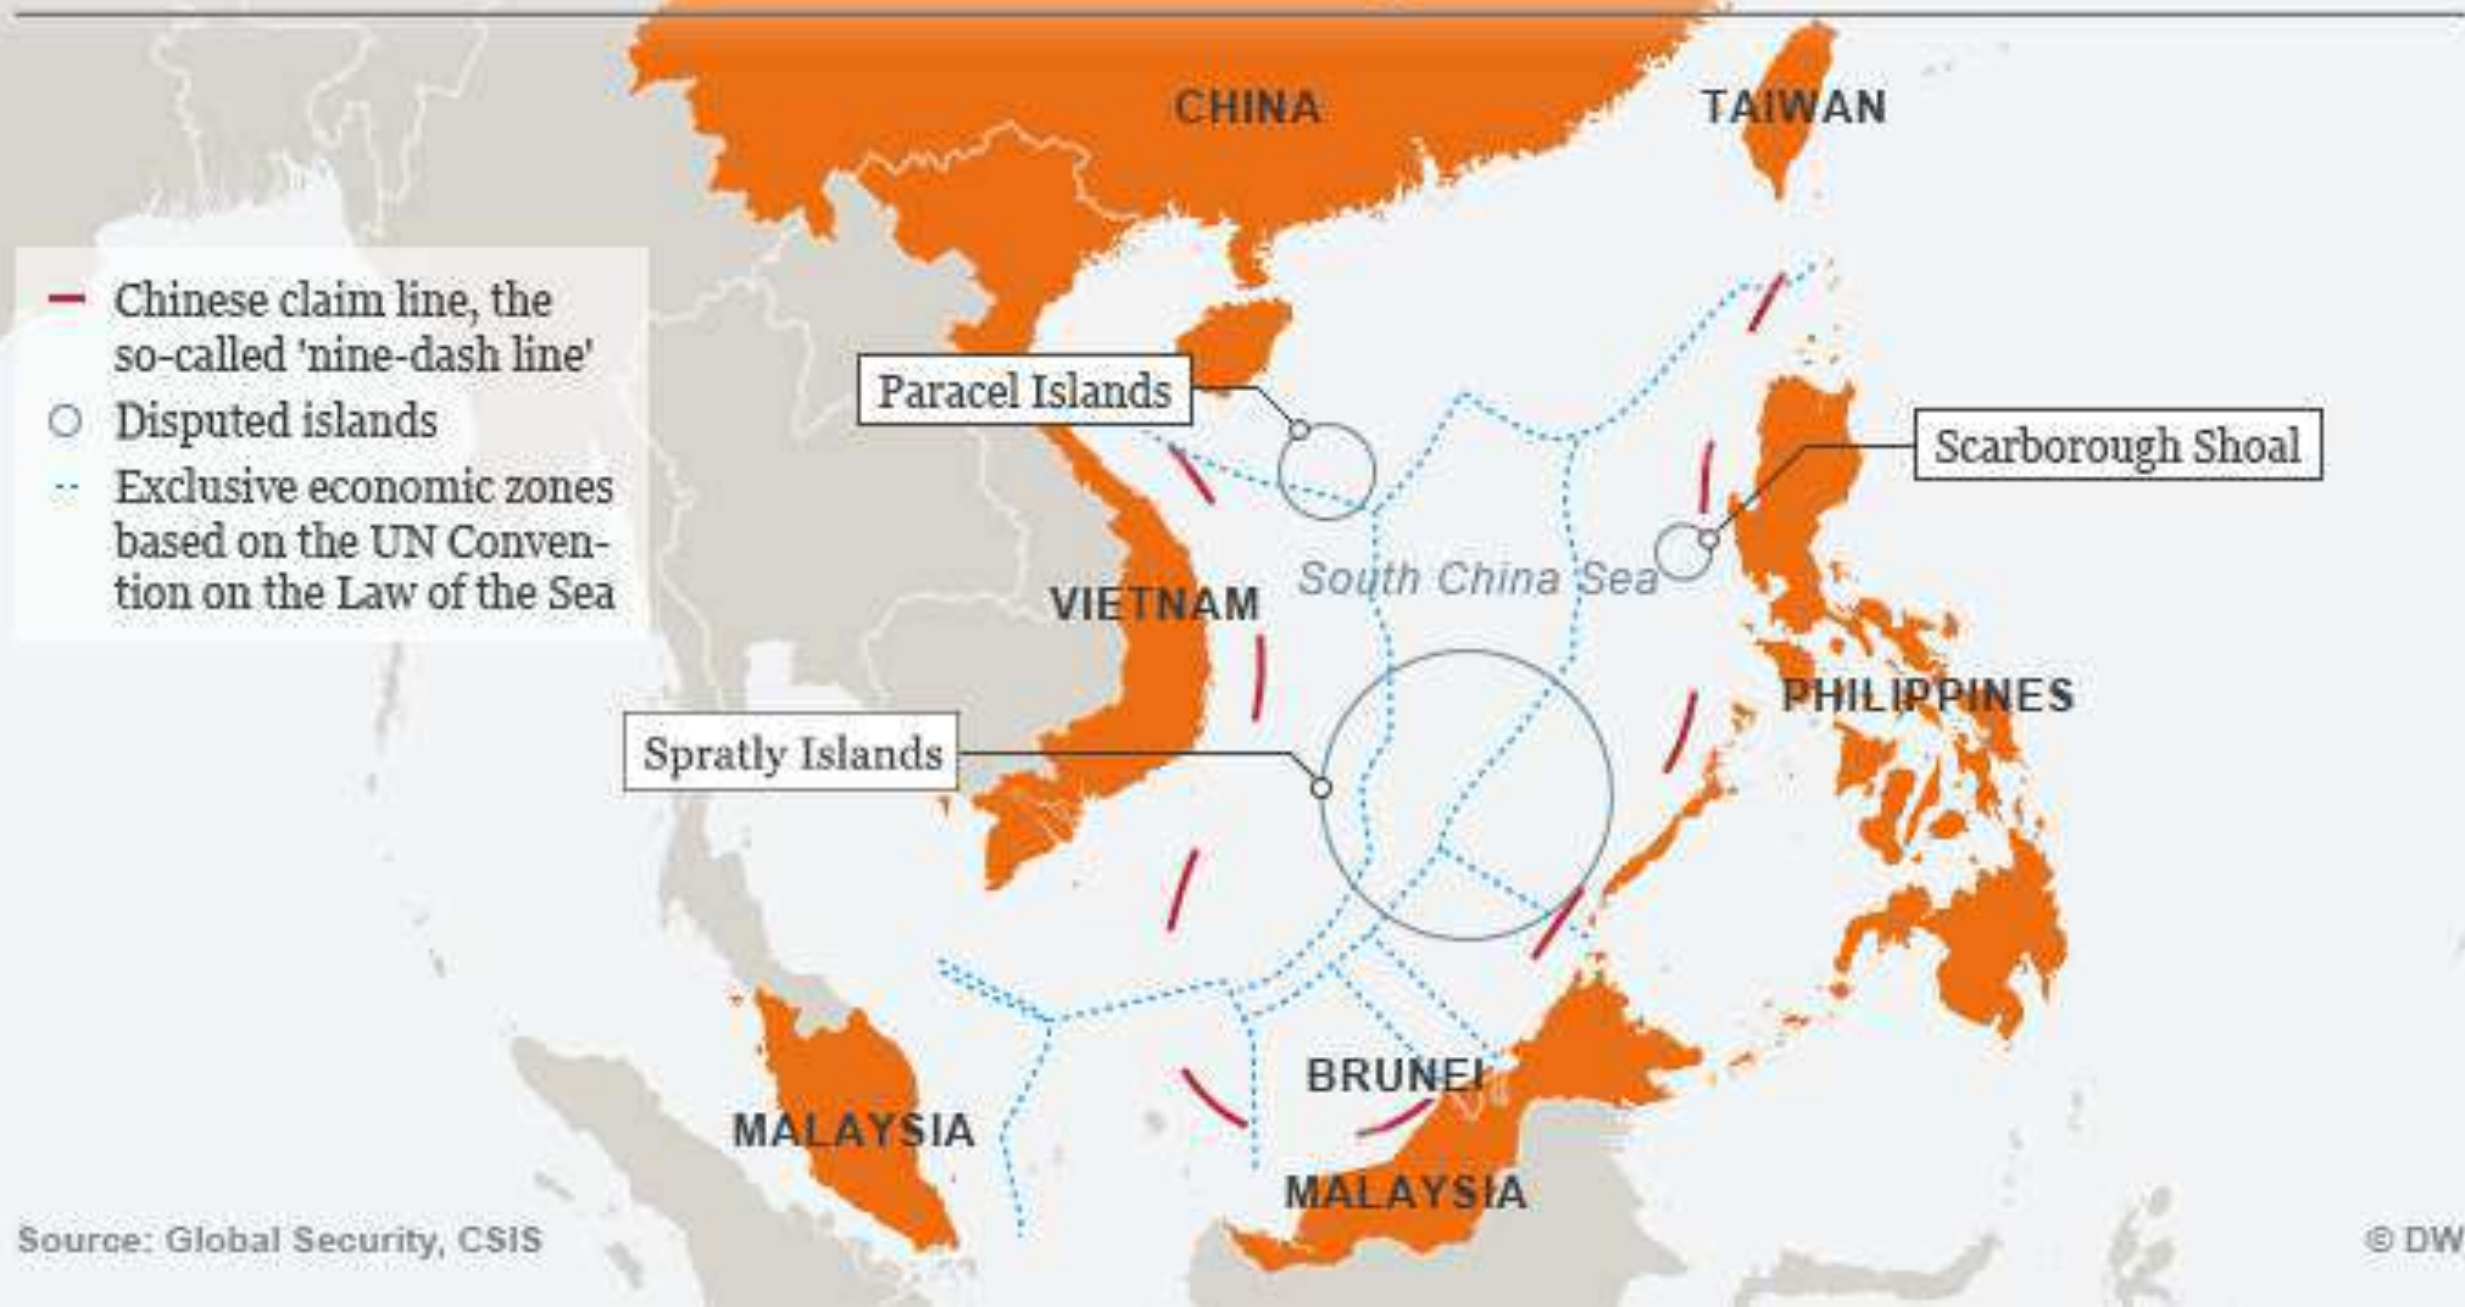 CHINA
TAIWAN
Chinese claim line, the
so-called 'nine-dash line'
Disputed islands
Exclusive economic zones
based on the UN Conven-
tion on the Law of the Sea
Paracel Islands
Scarborough Shoal
South China Sea
VIETNAM
PHILIPPINES
Spratly Islands
BRUNEI
MALAYSIA
MALAYSIA
Source: Global Security, CSIS
© DW